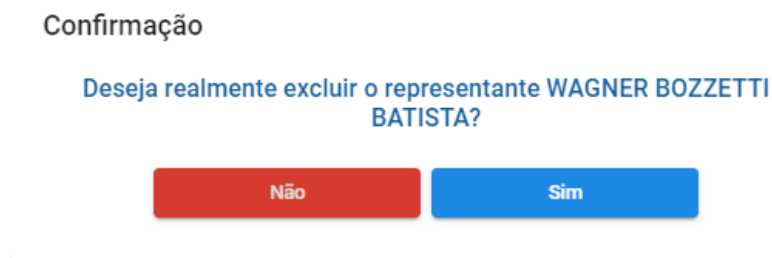 Confirmação
Deseja realmente excluir o representante WAGNER BOZZETTI
BATISTA?
Não
Sim